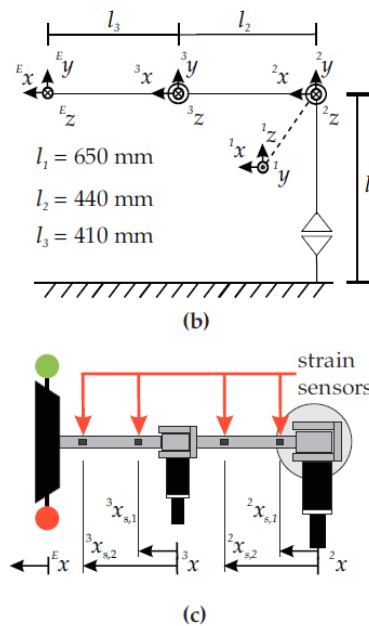 l₃ l₂
ᴱx ᴱy ³x ³y ²x ²y
ᴱz ³z ²z
¹x ¹z ¹y
l₁ = 650 mm
l₂ = 440 mm
l₃ = 410 mm
l
(b)
strain
sensors
³xₛ,₁ ²xₛ,₁
³xₛ,₂ ²xₛ,₂
ᴱx ³x ²x
(c)